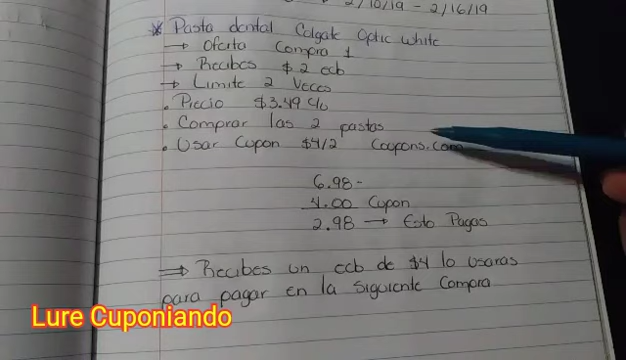 2/10/19 - 2/16/19
* Pasta dental Colgate Optic White
→ Oferta Compra 1
→ Recibes $2 ecb
→ Limite 2 Veces
• Precio $3.49 c/u
• Comprar las 2 pastas
• Usar Cupon $4/2 Coupons.com
6.98-
4.00 Cupon
2.98 → Esto Pagas
⇒ Recibes un ecb de $4 lo usaras
para pagar en la siguiente Compra
Lure Cuponiando